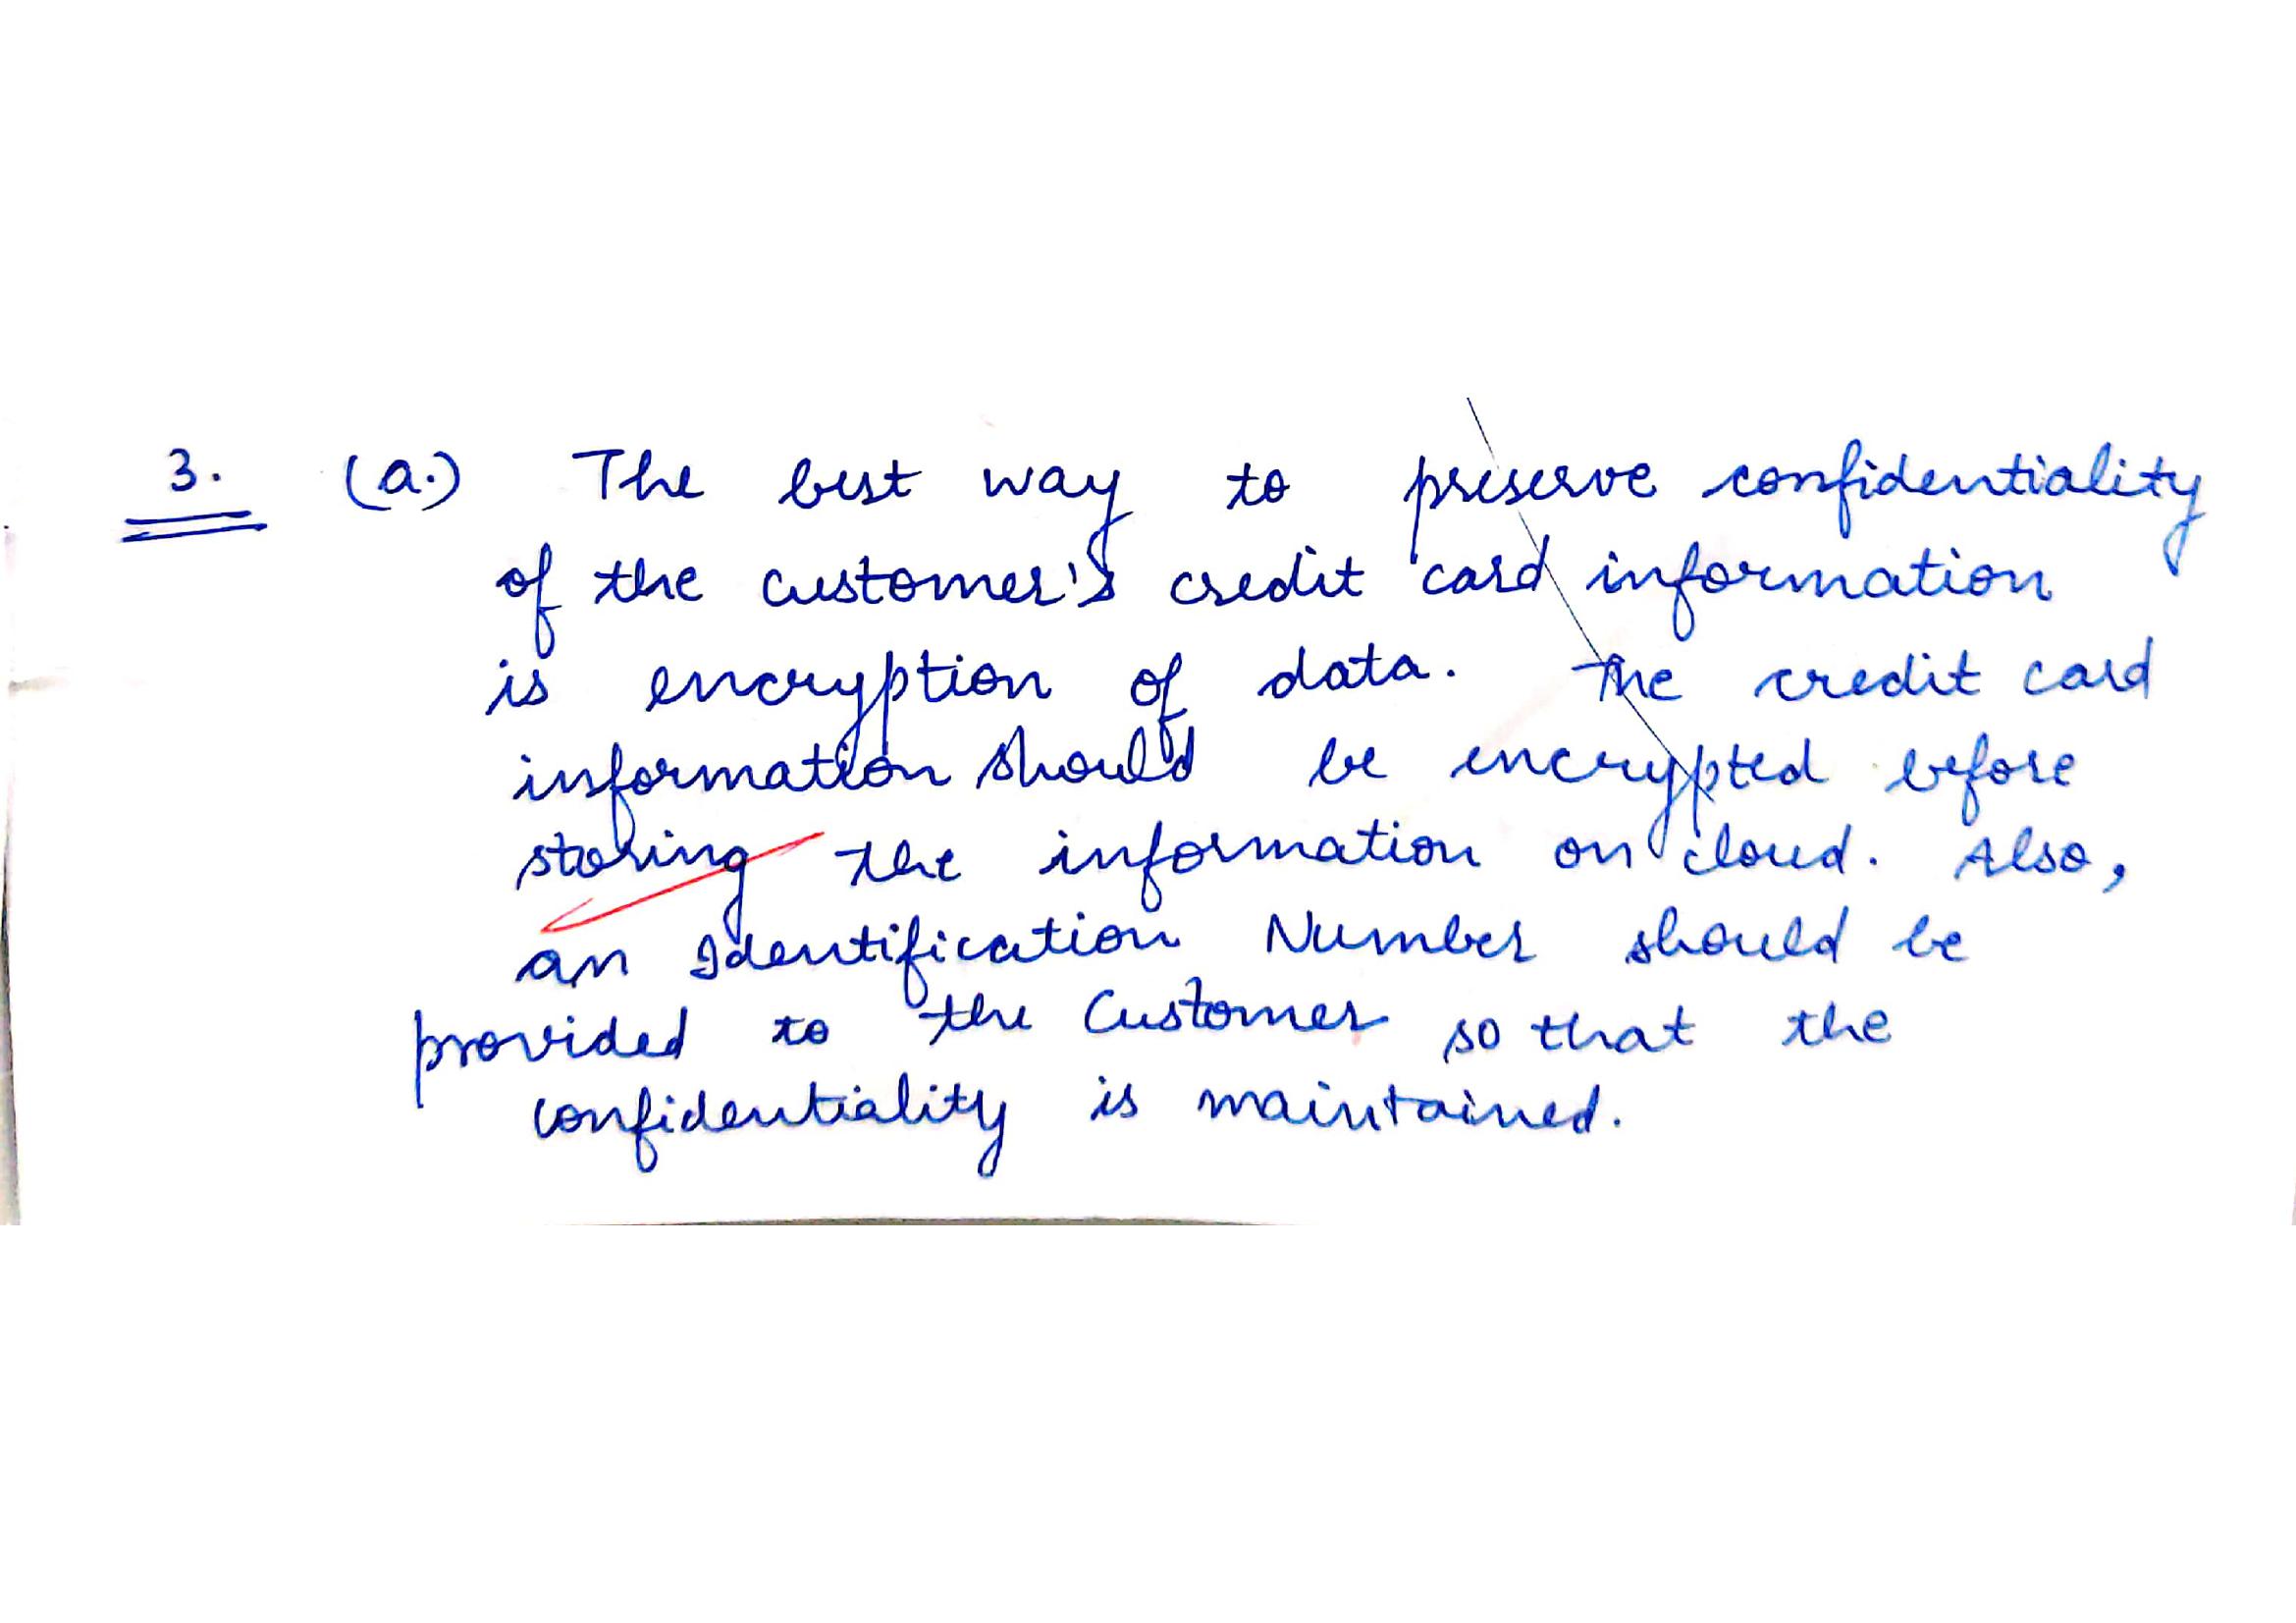 3. (a.) The best way to preserve confidentiality
of the customer's credit card information
is encryption of data. The credit card
information should be encrypted before
storing the information on cloud. Also,
an Identification Number should be
provided to the Customer so that the
confidentiality is maintained.